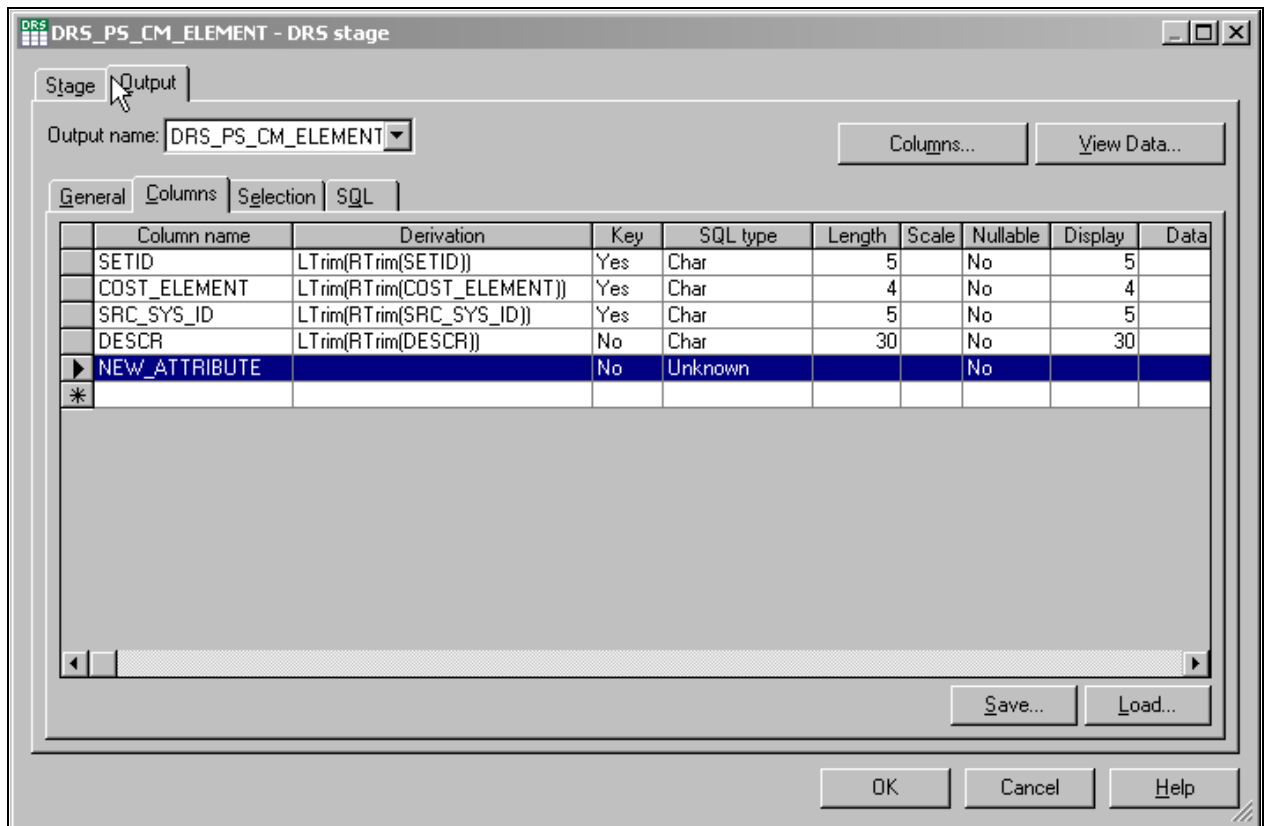 DRS
DRS_PS_CM_ELEMENT - DRS stage
Stage Output
Output name: DRS_PS_CM_ELEMENT
Columns... View Data...
General Columns Selection SQL
Column name Derivation Key SQL type Length Scale Nullable Display Data
SETID LTrim(RTrim(SETID)) Yes Char 5 No 5
COST_ELEMENT LTrim(RTrim(COST_ELEMENT)) Yes Char 4 No 4
SRC_SYS_ID LTrim(RTrim(SRC_SYS_ID)) Yes Char 5 No 5
DESCR LTrim(RTrim(DESCR)) No Char 30 No 30
NEW_ATTRIBUTE No Unknown No
Save... Load...
OK Cancel Help